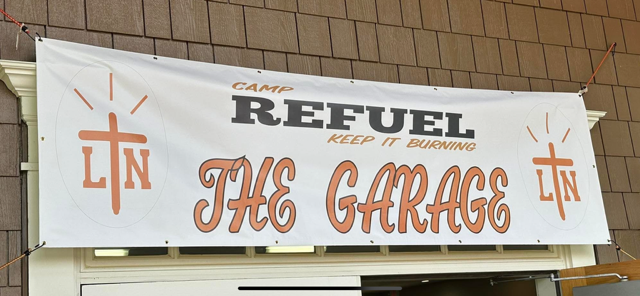 CAMP
REFUEL
KEEP IT BURNING
THE GARAGE
L N
L N